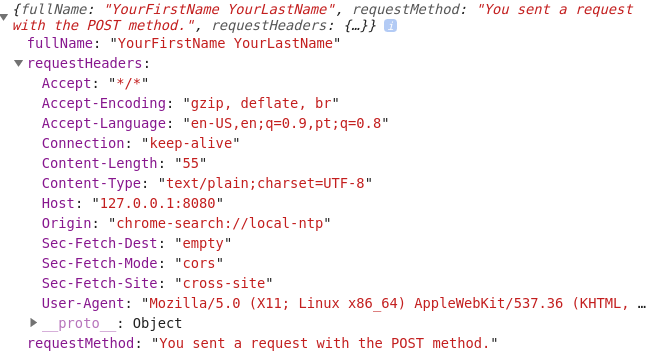 {fullName: "YourFirstName YourLastName", requestMethod: "You sent a request
with the POST method.", requestHeaders: {…}} i
fullName: "YourFirstName YourLastName"
requestHeaders:
Accept: "*/*"
Accept-Encoding: "gzip, deflate, br"
Accept-Language: "en-US,en;q=0.9,pt;q=0.8"
Connection: "keep-alive"
Content-Length: "55"
Content-Type: "text/plain;charset=UTF-8"
Host: "127.0.0.1:8080"
Origin: "chrome-search://local-ntp"
Sec-Fetch-Dest: "empty"
Sec-Fetch-Mode: "cors"
Sec-Fetch-Site: "cross-site"
User-Agent: "Mozilla/5.0 (X11; Linux x86_64) AppleWebKit/537.36 (KHTML, …
__proto__: Object
requestMethod: "You sent a request with the POST method."